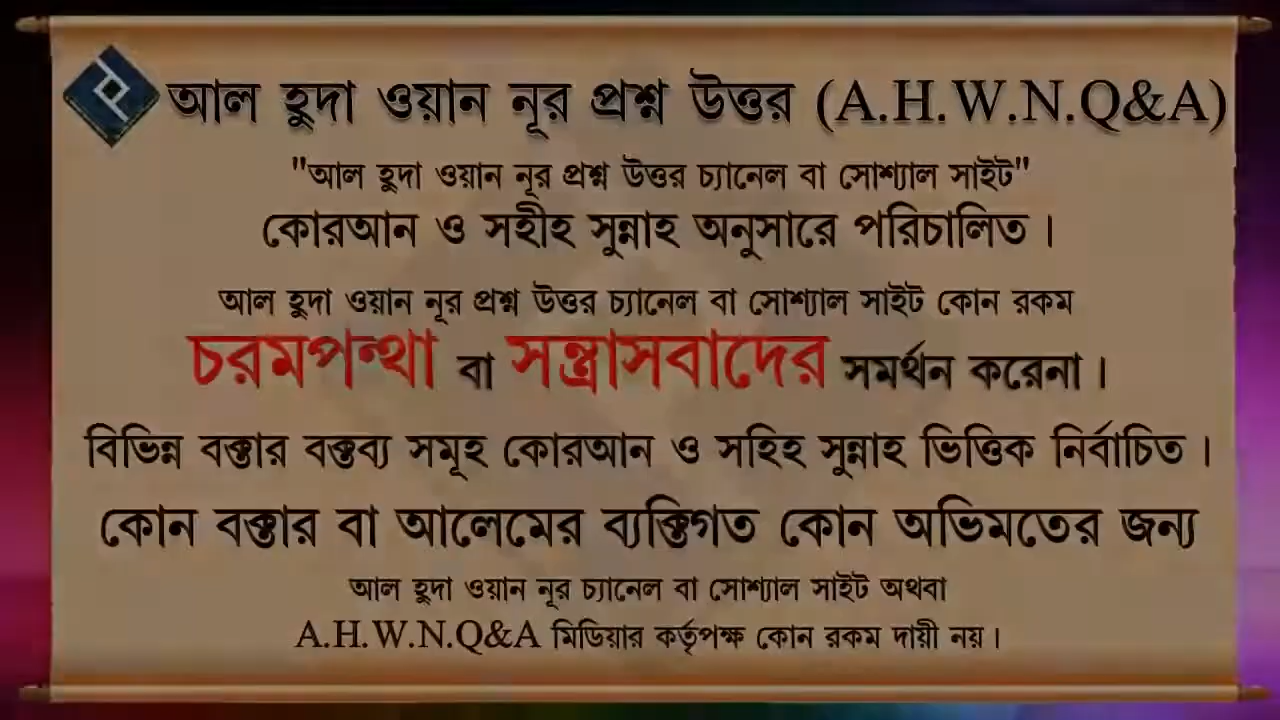 আল হুদা ওয়ান নূর প্রশ্ন উত্তর (A.H.W.N.Q&A)
"আল হুদা ওয়ান নূর প্রশ্ন উত্তর চ্যানেল বা সোশ্যাল সাইট"
কোরআন ও সহীহ সুন্নাহ অনুসারে পরিচালিত।
আল হুদা ওয়ান নূর প্রশ্ন উত্তর চ্যানেল বা সোশ্যাল সাইট কোন রকম
চরমপন্থা বা সন্ত্রাসবাদের সমর্থন করেনা।
বিভিন্ন বক্তার বক্তব্য সমূহ কোরআন ও সহিহ সুন্নাহ ভিত্তিক নির্বাচিত।
কোন বক্তার বা আলেমের ব্যক্তিগত কোন অভিমতের জন্য
আল হুদা ওয়ান নূর চ্যানেল বা সোশ্যাল সাইট অথবা
A.H.W.N.Q&A মিডিয়ার কর্তৃপক্ষ কোন রকম দায়ী নয়।